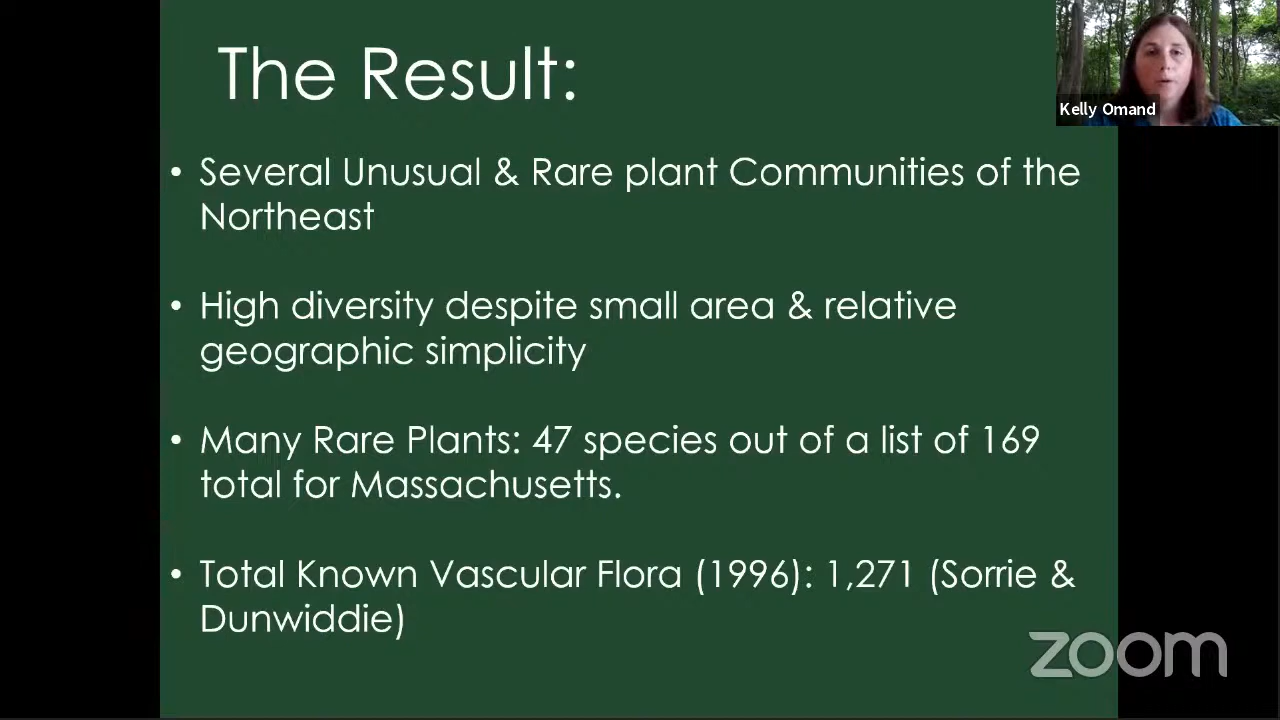 The Result:
Kelly Omand
• Several Unusual & Rare plant Communities of the
Northeast
• High diversity despite small area & relative
geographic simplicity
• Many Rare Plants: 47 species out of a list of 169
total for Massachusetts.
• Total Known Vascular Flora (1996): 1,271 (Sorrie &
Dunwiddie)
zoom